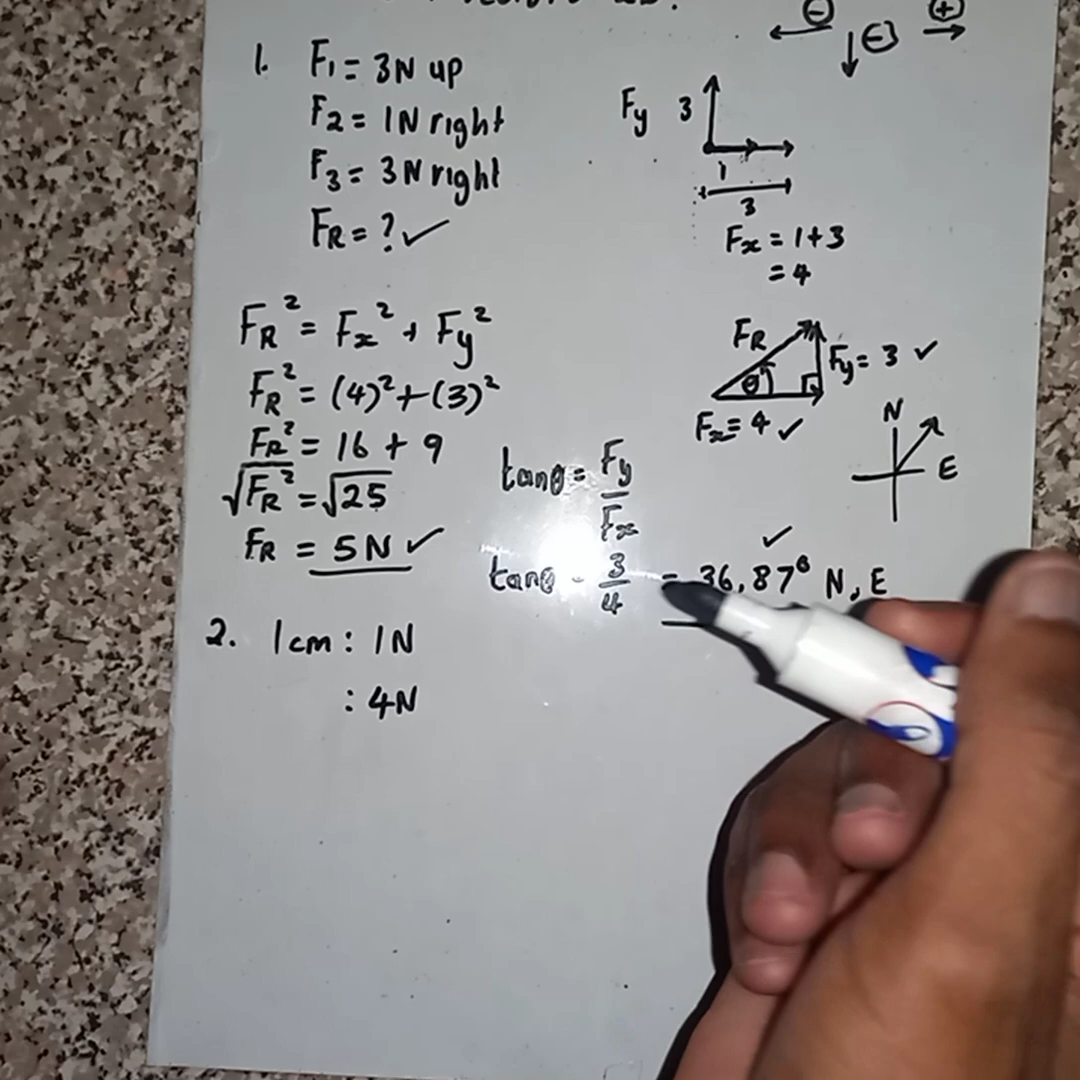 1. F₁ = 3N up
F₂ = 1N right
F₃ = 3N right
F_R = ? ✓
⊖ ⊖ ⊕
Fy 3
1
3
Fx = 1+3
= 4
F_R² = Fx² + Fy²
F_R² = (4)² + (3)²
F_R² = 16 + 9
√F_R² = √25
F_R = 5N ✓
F_R
θ
Fy = 3 ✓
Fx = 4 ✓
N
E
tanθ = Fy/Fx
tanθ = 3/4 = 36,87° N,E
✓
2. 1cm : 1N
: 4N